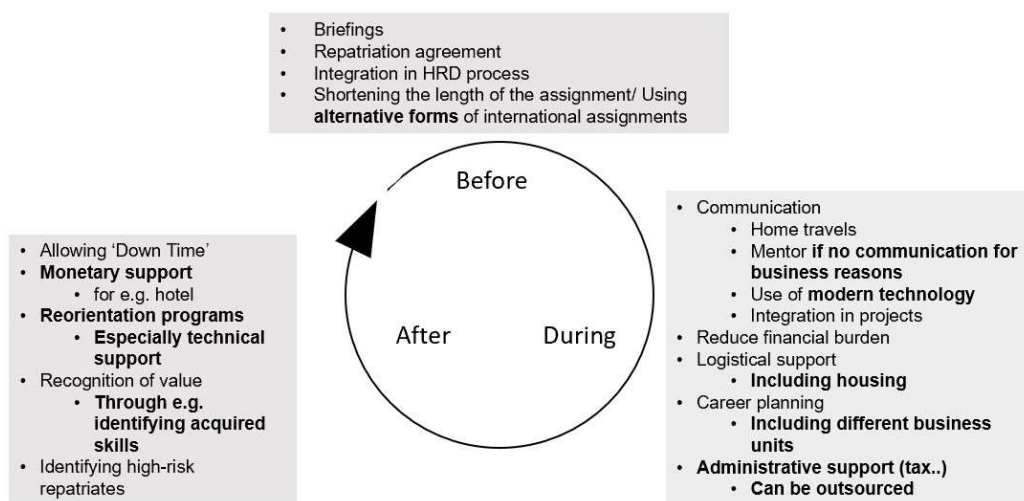 • Briefings
• Repatriation agreement
• Integration in HRD process
• Shortening the length of the assignment/ Using
alternative forms of international assignments
Before
During
After
• Communication
• Home travels
• Mentor if no communication for
business reasons
• Use of modern technology
• Integration in projects
• Reduce financial burden
• Logistical support
• Including housing
• Career planning
• Including different business
units
• Administrative support (tax..)
• Can be outsourced
• Allowing ‘Down Time’
• Monetary support
• for e.g. hotel
• Reorientation programs
• Especially technical
support
• Recognition of value
• Through e.g.
identifying acquired
skills
• Identifying high-risk
repatriates